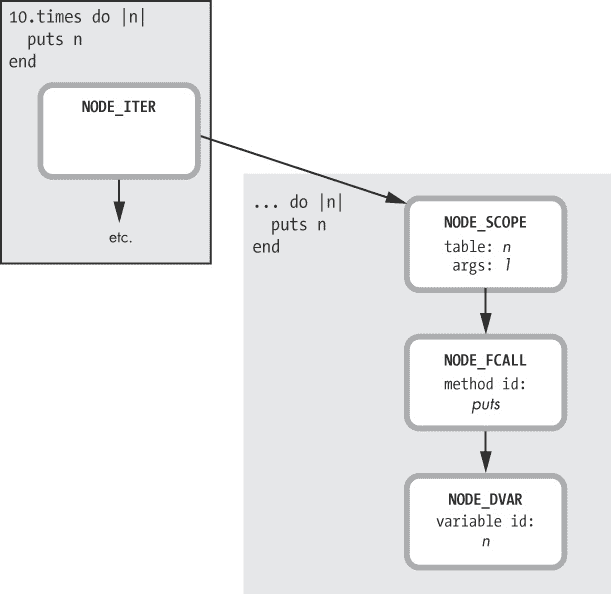 10.times do |n|
  puts n
end
NODE_ITER
etc.
... do |n|
  puts n
end
NODE_SCOPE
table: n
args: 1
NODE_FCALL
method id:
puts
NODE_DVAR
variable id:
n